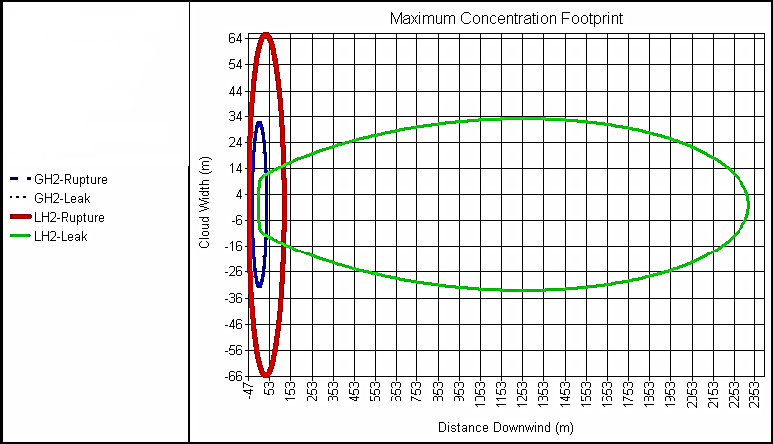 Maximum Concentration Footprint
GH2-Rupture
GH2-Leak
LH2-Rupture
LH2-Leak
Cloud Width (m)
64
54
44
34
24
14
4
-6
-16
-26
-36
-46
-56
-66
-47 53 153 253 353 453 553 653 753 853 953 1053 1153 1253 1353 1453 1553 1653 1753 1853 1953 2053 2153 2253 2353
Distance Downwind (m)